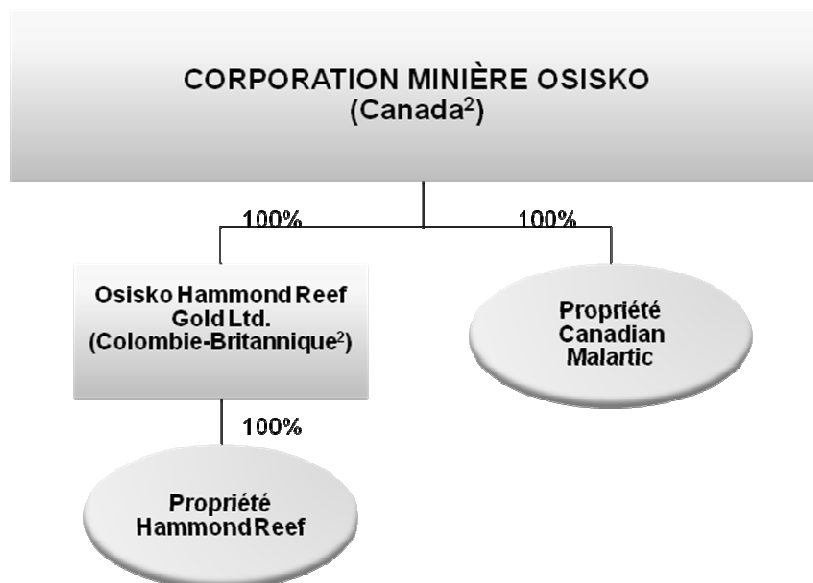 CORPORATION MINIÈRE OSISKO
(Canada²)
100%
100%
Osisko Hammond Reef
Gold Ltd.
(Colombie-Britannique²)
Propriété
Canadian
Malartic
100%
Propriété
Hammond Reef